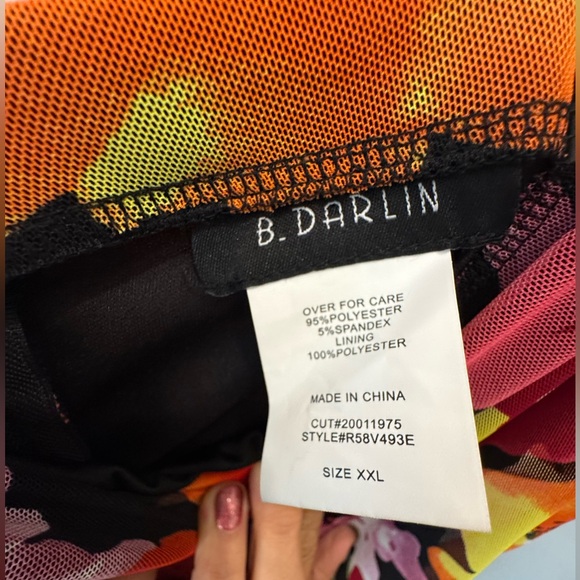 B. DARLIN
OVER FOR CARE
95%POLYESTER
5%SPANDEX
LINING
100%POLYESTER
MADE IN CHINA
CUT#20011975
STYLE#R58V493E
SIZE XXL